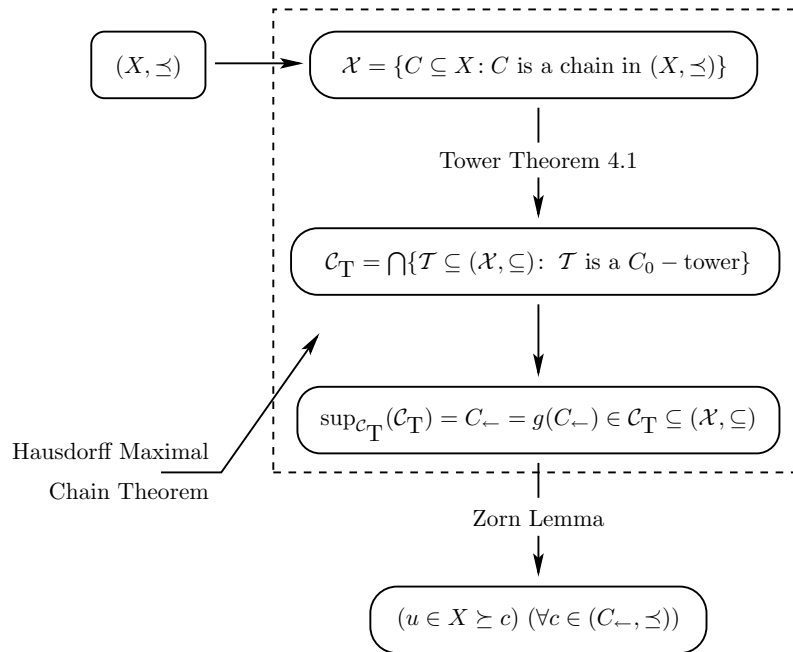 (X, ⪯)
𝒳 = {C ⊆ X : C is a chain in (X, ⪯)}
Tower Theorem 4.1
𝒞_T = ⋂{𝒯 ⊆ (𝒳, ⊆) : 𝒯 is a C₀ − tower}
sup_{𝒞_T}(𝒞_T) = C_← = g(C_←) ∈ 𝒞_T ⊆ (𝒳, ⊆)
Hausdorff Maximal
Chain Theorem
Zorn Lemma
(u ∈ X ⪰ c) (∀c ∈ (C_←, ⪯))